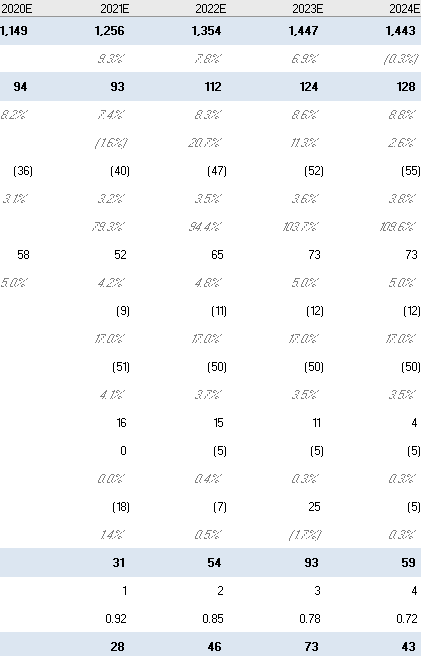 2020E 2021E 2022E 2023E 2024E
1,149 1,256 1,354 1,447 1,443
9.3% 7.8% 6.9% (0.3%)
94 93 112 124 128
8.2% 7.4% 8.3% 8.6% 8.8%
(1.6%) 20.7% 11.3% 2.6%
(36) (40) (47) (52) (55)
3.1% 3.2% 3.5% 3.6% 3.8%
79.3% 94.4% 103.7% 109.6%
58 52 65 73 73
5.0% 4.2% 4.8% 5.0% 5.0%
(9) (11) (12) (12)
17.0% 17.0% 17.0% 17.0%
(51) (50) (50) (50)
4.1% 3.7% 3.5% 3.5%
16 15 11 4
0 (5) (5) (5)
0.0% 0.4% 0.3% 0.3%
(18) (7) 25 (5)
1.4% 0.5% (1.7%) 0.3%
31 54 93 59
1 2 3 4
0.92 0.85 0.78 0.72
28 46 73 43